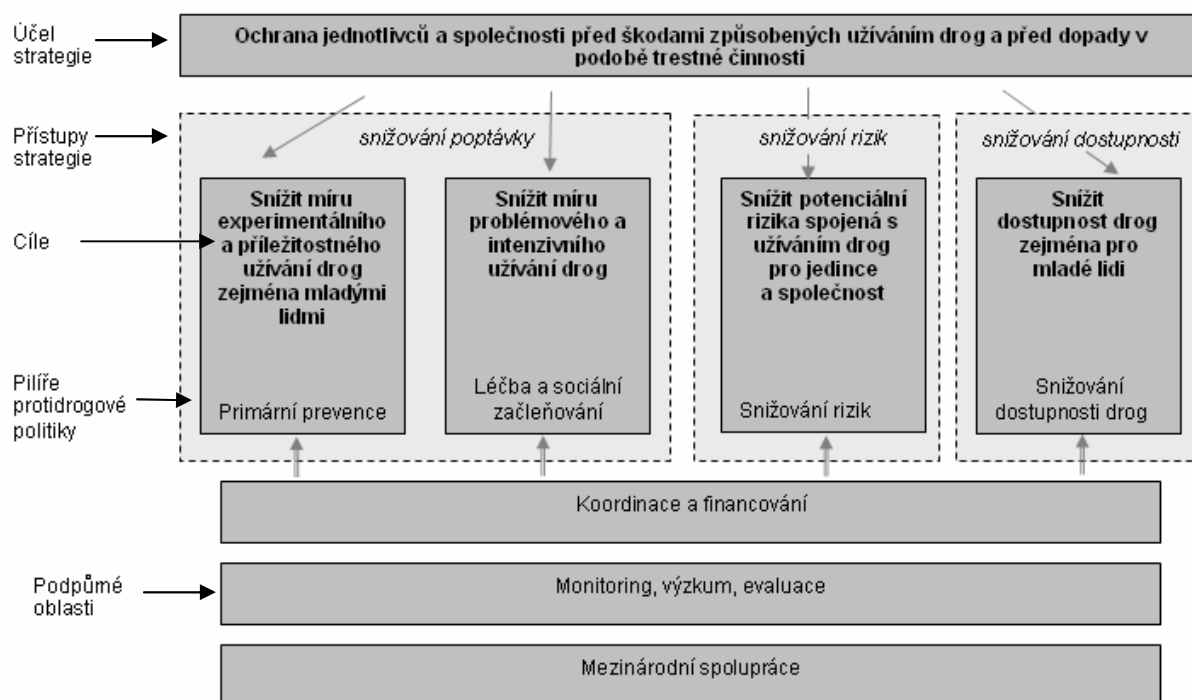 Účel
strategie
Ochrana jednotlivců a společnosti před škodami způsobených užíváním drog a před dopady v
podobě trestné činnosti
Přístupy
strategie
snižování poptávky
snižování rizik
snižování dostupnosti
Cíle
Snížit míru
experimentálního
a příležitostného
užívání drog
zejména mladými
lidmi
Snížit míru
problémového a
intenzivního
užívání drog
Snížit potenciální
rizika spojená s
užíváním drog
pro jedince
a společnost
Snížit
dostupnost drog
zejména pro
mladé lidi
Pilíře
protidrogové
politiky
Primární prevence
Léčba a sociální
začleňování
Snižování rizik
Snižování
dostupnosti drog
Koordinace a financování
Podpůrné
oblasti
Monitoring, výzkum, evaluace
Mezinárodní spolupráce